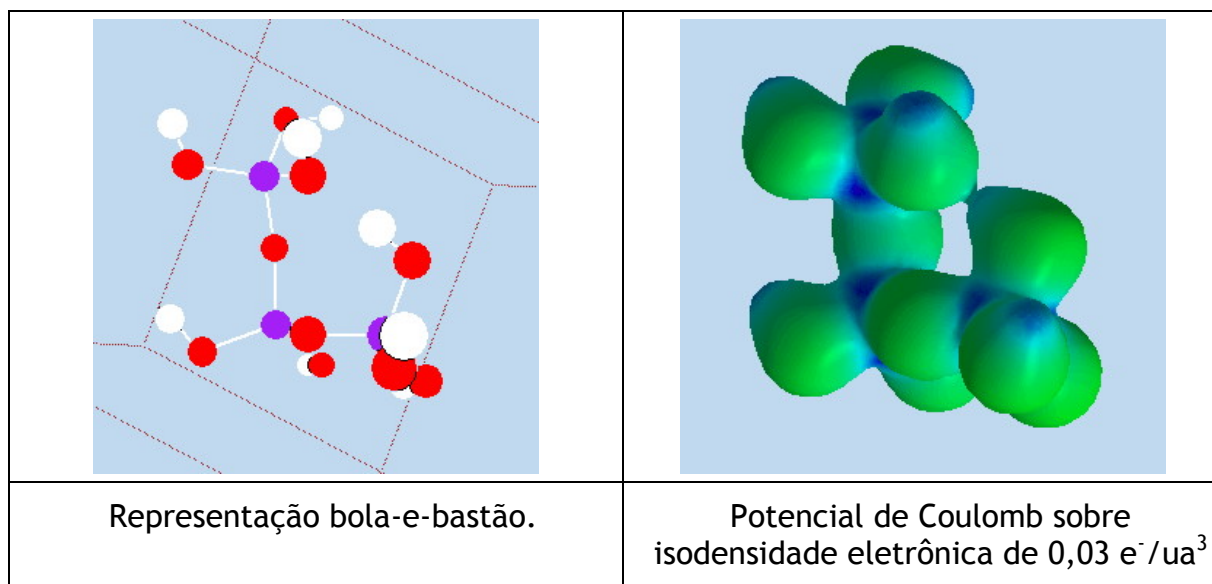 Representação bola-e-bastão.
Potencial de Coulomb sobre
isodensidade eletrônica de 0,03 e⁻/ua³